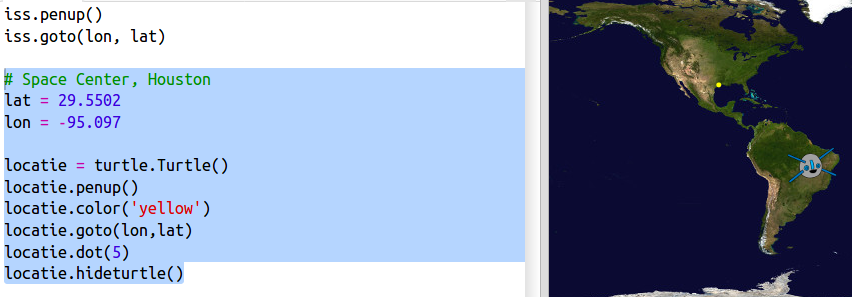 iss.penup()
iss.goto(lon, lat)
# Space Center, Houston
lat = 29.5502
lon = -95.097
locatie = turtle.Turtle()
locatie.penup()
locatie.color('yellow')
locatie.goto(lon,lat)
locatie.dot(5)
locatie.hideturtle()